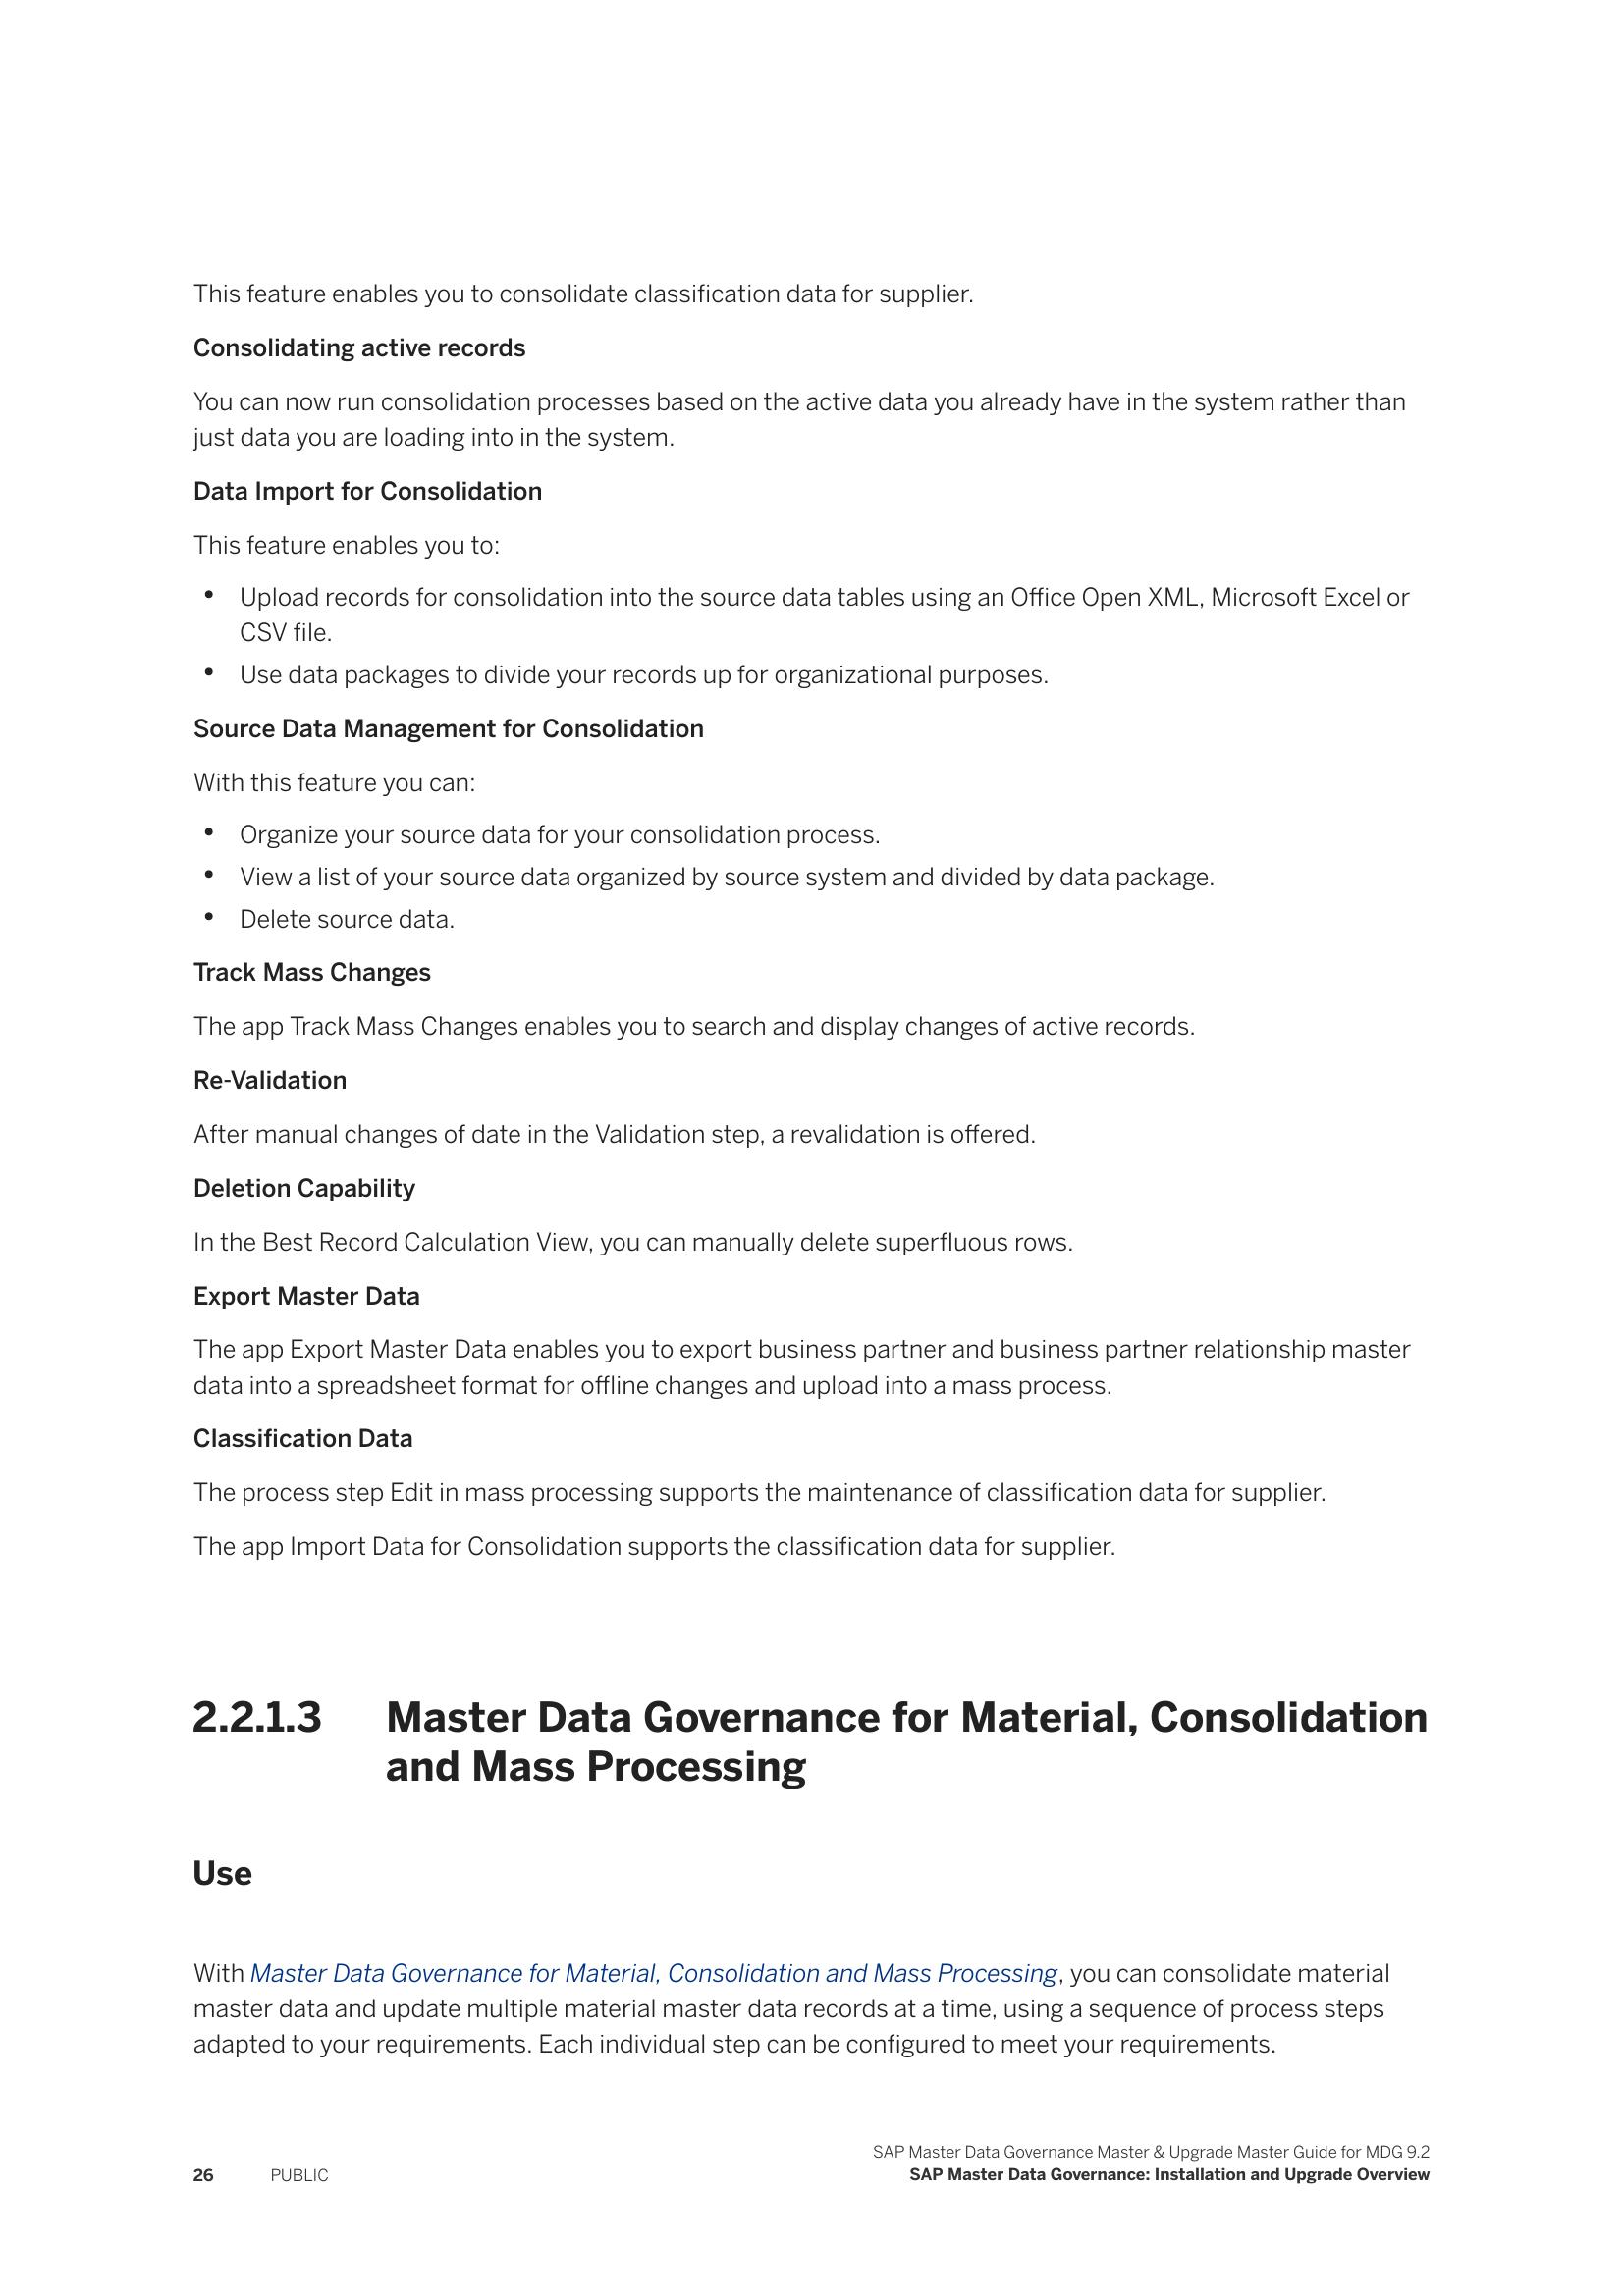 This feature enables you to consolidate classification data for supplier.
Consolidating active records
You can now run consolidation processes based on the active data you already have in the system rather than
just data you are loading into in the system.
Data Import for Consolidation
This feature enables you to:
• Upload records for consolidation into the source data tables using an Office Open XML, Microsoft Excel or
CSV file.
• Use data packages to divide your records up for organizational purposes.
Source Data Management for Consolidation
With this feature you can:
• Organize your source data for your consolidation process.
• View a list of your source data organized by source system and divided by data package.
• Delete source data.
Track Mass Changes
The app Track Mass Changes enables you to search and display changes of active records.
Re-Validation
After manual changes of date in the Validation step, a revalidation is offered.
Deletion Capability
In the Best Record Calculation View, you can manually delete superfluous rows.
Export Master Data
The app Export Master Data enables you to export business partner and business partner relationship master
data into a spreadsheet format for offline changes and upload into a mass process.
Classification Data
The process step Edit in mass processing supports the maintenance of classification data for supplier.
The app Import Data for Consolidation supports the classification data for supplier.
2.2.1.3 Master Data Governance for Material, Consolidation
and Mass Processing
Use
With Master Data Governance for Material, Consolidation and Mass Processing, you can consolidate material
master data and update multiple material master data records at a time, using a sequence of process steps
adapted to your requirements. Each individual step can be configured to meet your requirements.
SAP Master Data Governance Master & Upgrade Master Guide for MDG 9.2
26 PUBLIC SAP Master Data Governance: Installation and Upgrade Overview